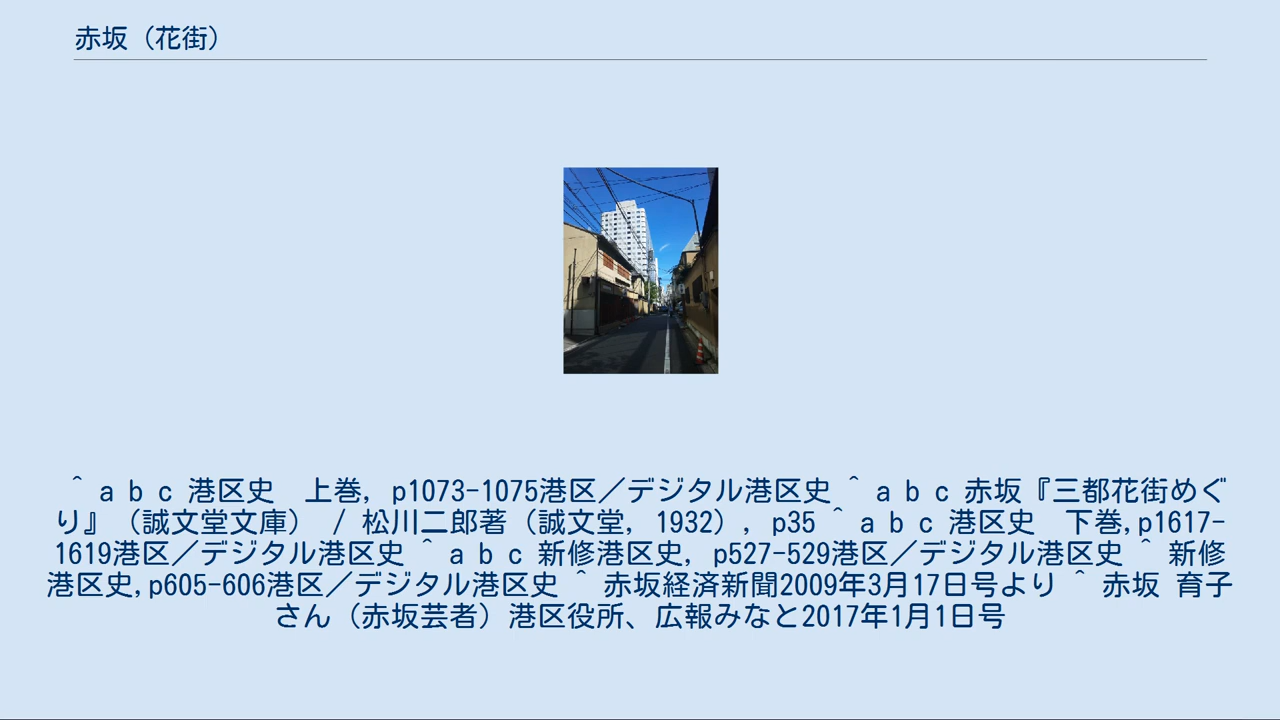 赤坂（花街）
^ a b c 港区史　上巻, p1073-1075港区／デジタル港区史 ^ a b c 赤坂『三都花街めぐ
り』（誠文堂文庫） / 松川二郎著（誠文堂, 1932）, p35 ^ a b c 港区史　下巻,p1617-
1619港区／デジタル港区史 ^ a b c 新修港区史, p527-529港区／デジタル港区史 ^ 新修
港区史,p605-606港区／デジタル港区史 ^ 赤坂経済新聞2009年3月17日号より ^ 赤坂 育子
さん（赤坂芸者）港区役所、広報みなと2017年1月1日号